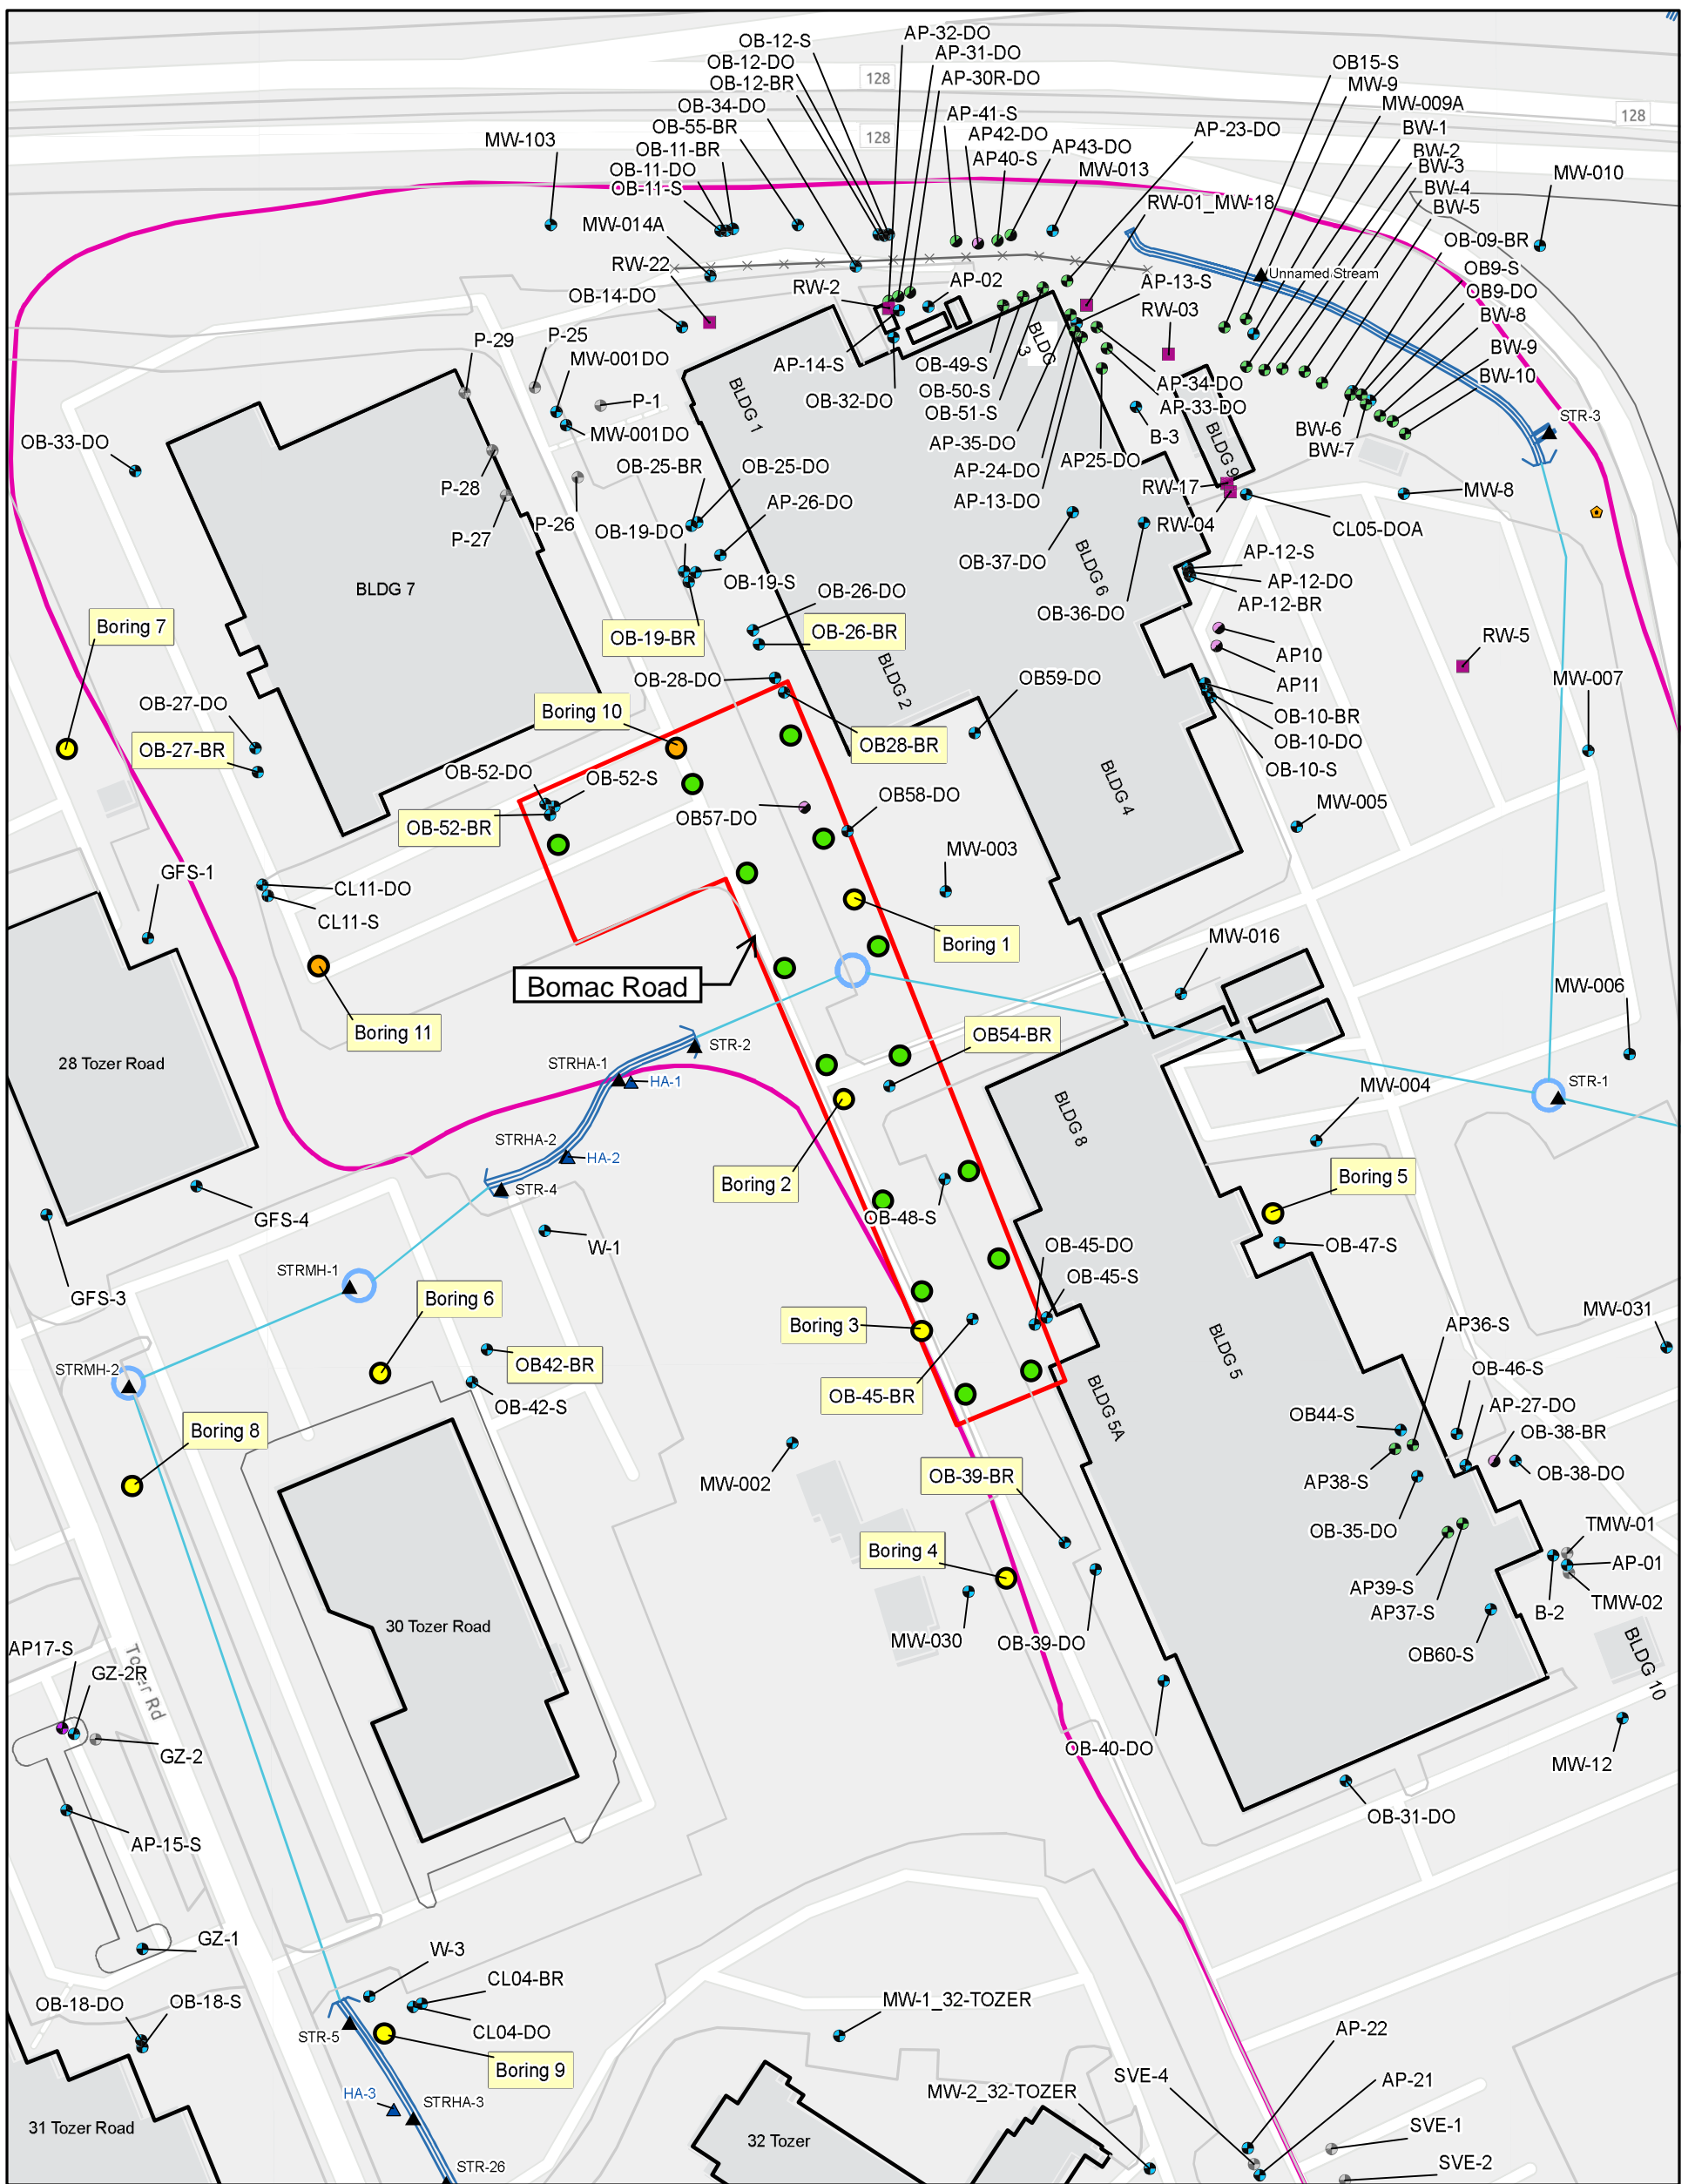 128
128
128
OB-12-S
OB-12-DO
OB-12-BR
OB-34-DO
OB-55-BR
OB-11-BR
OB-11-DO
OB-11-S
MW-103
MW-014A
RW-22
OB-14-DO
AP-32-DO
AP-31-DO
AP-30R-DO
AP-41-S
AP42-DO
AP40-S
AP43-DO
MW-013
AP-23-DO
RW-01_MW-18
OB15-S
MW-9
MW-009A
BW-1
BW-2
BW-3
BW-4
BW-5
MW-010
OB-09-BR
OB9-S
OB9-DO
BW-8
BW-9
BW-10
Unnamed Stream
STR-3
RW-2
AP-02
AP-13-S
RW-03
AP-14-S
OB-32-DO
OB-49-S
OB-50-S
OB-51-S
AP-35-DO
AP-24-DO
AP-13-DO
AP25-DO
AP-34-DO
AP-33-DO
B-3
BW-6
BW-7
RW-17
RW-04
MW-8
CL05-DOA
P-29
P-25
MW-001DO
P-1
MW-001DO
P-28
P-27
P-26
OB-33-DO
OB-25-BR
OB-25-DO
AP-26-DO
OB-19-DO
OB-19-S
OB-19-BR
OB-26-DO
OB-26-BR
OB-28-DO
OB28-BR
OB-37-DO
OB-36-DO
AP-12-S
AP-12-DO
AP-12-BR
AP10
AP11
OB-10-BR
OB-10-DO
OB-10-S
RW-5
MW-007
MW-005
BLDG 1
BLDG 2
BLDG 3
BLDG 9
BLDG 6
BLDG 4
BLDG 7
Boring 7
Boring 10
OB-27-DO
OB-27-BR
OB-52-DO
OB-52-S
OB-52-BR
OB57-DO
OB58-DO
OB59-DO
MW-003
Boring 1
GFS-1
CL11-DO
CL11-S
Boring 11
Bomac Road
28 Tozer Road
STR-2
STRHA-1
HA-1
STRHA-2
HA-2
STR-4
OB54-BR
MW-016
MW-006
STR-1
MW-004
BLDG 8
Boring 2
Boring 5
OB-47-S
OB-48-S
GFS-4
GFS-3
W-1
STRMH-1
STRMH-2
Boring 6
OB42-BR
OB-42-S
Boring 8
Boring 3
OB-45-DO
OB-45-S
OB-45-BR
BLDG 5
BLDG 5A
MW-031
AP36-S
OB-46-S
AP-27-DO
OB-38-BR
OB-38-DO
OB44-S
AP38-S
OB-35-DO
AP39-S
AP37-S
TMW-01
AP-01
TMW-02
B-2
OB60-S
BLDG 10
MW-12
MW-002
OB-39-BR
Boring 4
MW-030
OB-39-DO
OB-40-DO
OB-31-DO
30 Tozer Road
Tozer Rd
AP17-S
GZ-2R
GZ-2
AP-15-S
GZ-1
OB-18-DO
OB-18-S
W-3
CL04-BR
CL04-DO
STR-5
Boring 9
HA-3
STRHA-3
STR-26
31 Tozer Road
32 Tozer
MW-1_32-TOZER
MW-2_32-TOZER
AP-22
SVE-4
AP-21
SVE-1
SVE-2